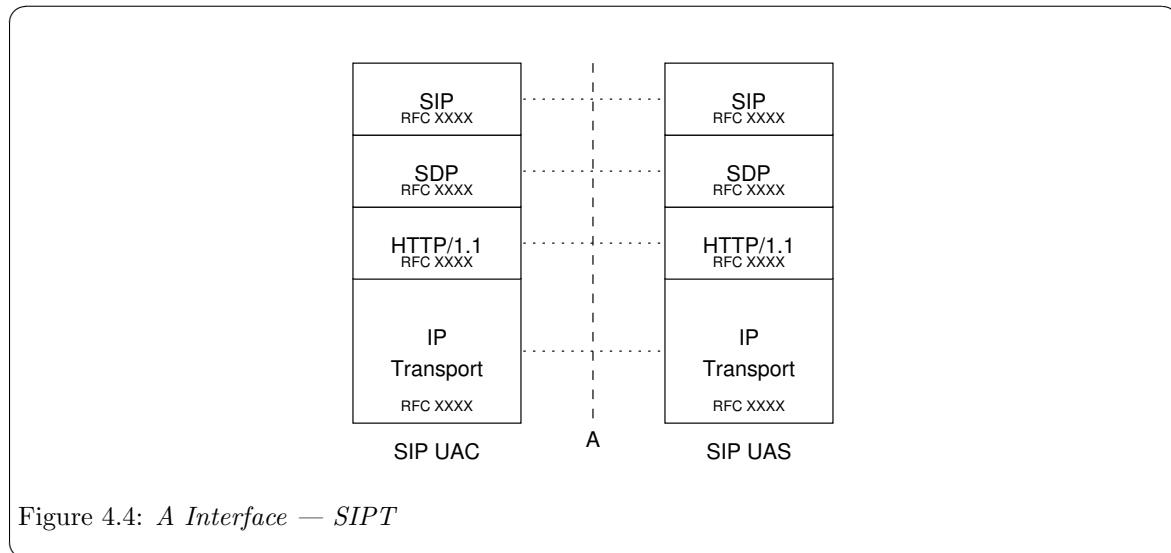 SIP SIP
RFC XXXX RFC XXXX
SDP SDP
RFC XXXX RFC XXXX
HTTP/1.1 HTTP/1.1
RFC XXXX RFC XXXX
IP IP
Transport Transport
RFC XXXX RFC XXXX
SIP UAC A SIP UAS
Figure 4.4: A Interface — SIPT